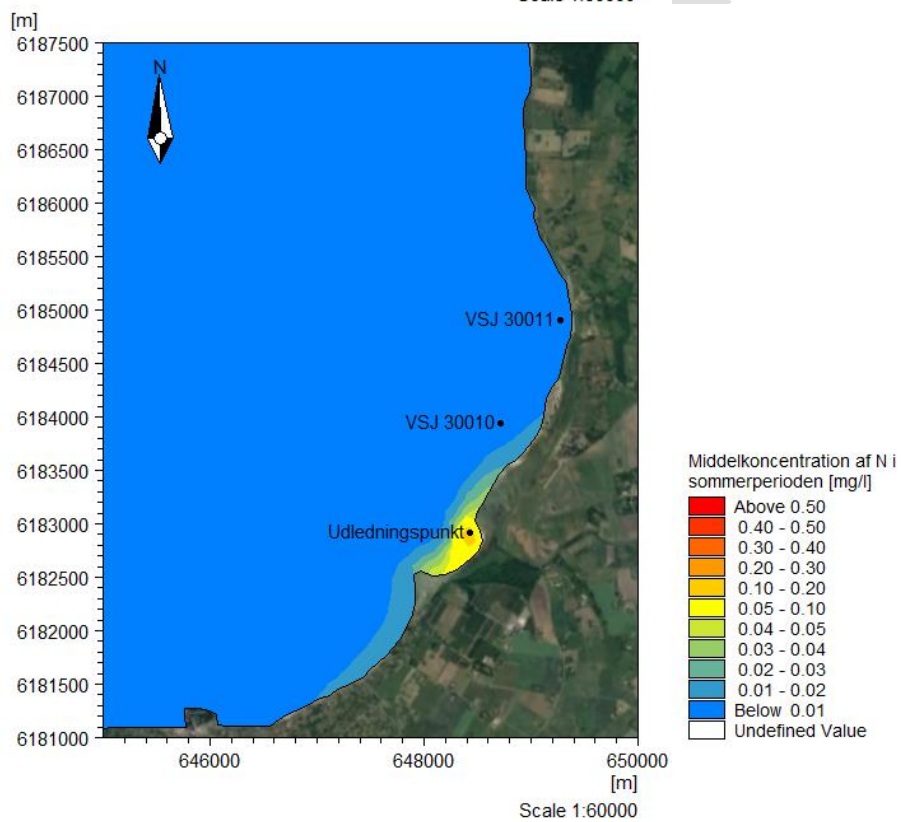 [m]
6187500
6187000
6186500
6186000
6185500
6185000
6184500
6184000
6183500
6183000
6182500
6182000
6181500
6181000
N
VSJ 30011
VSJ 30010
Udledningspunkt
646000
648000
650000
[m]
Scale 1:60000
Middelkoncentration af N i
sommerperioden [mg/l]
Above 0.50
0.40 - 0.50
0.30 - 0.40
0.20 - 0.30
0.10 - 0.20
0.05 - 0.10
0.04 - 0.05
0.03 - 0.04
0.02 - 0.03
0.01 - 0.02
Below 0.01
Undefined Value